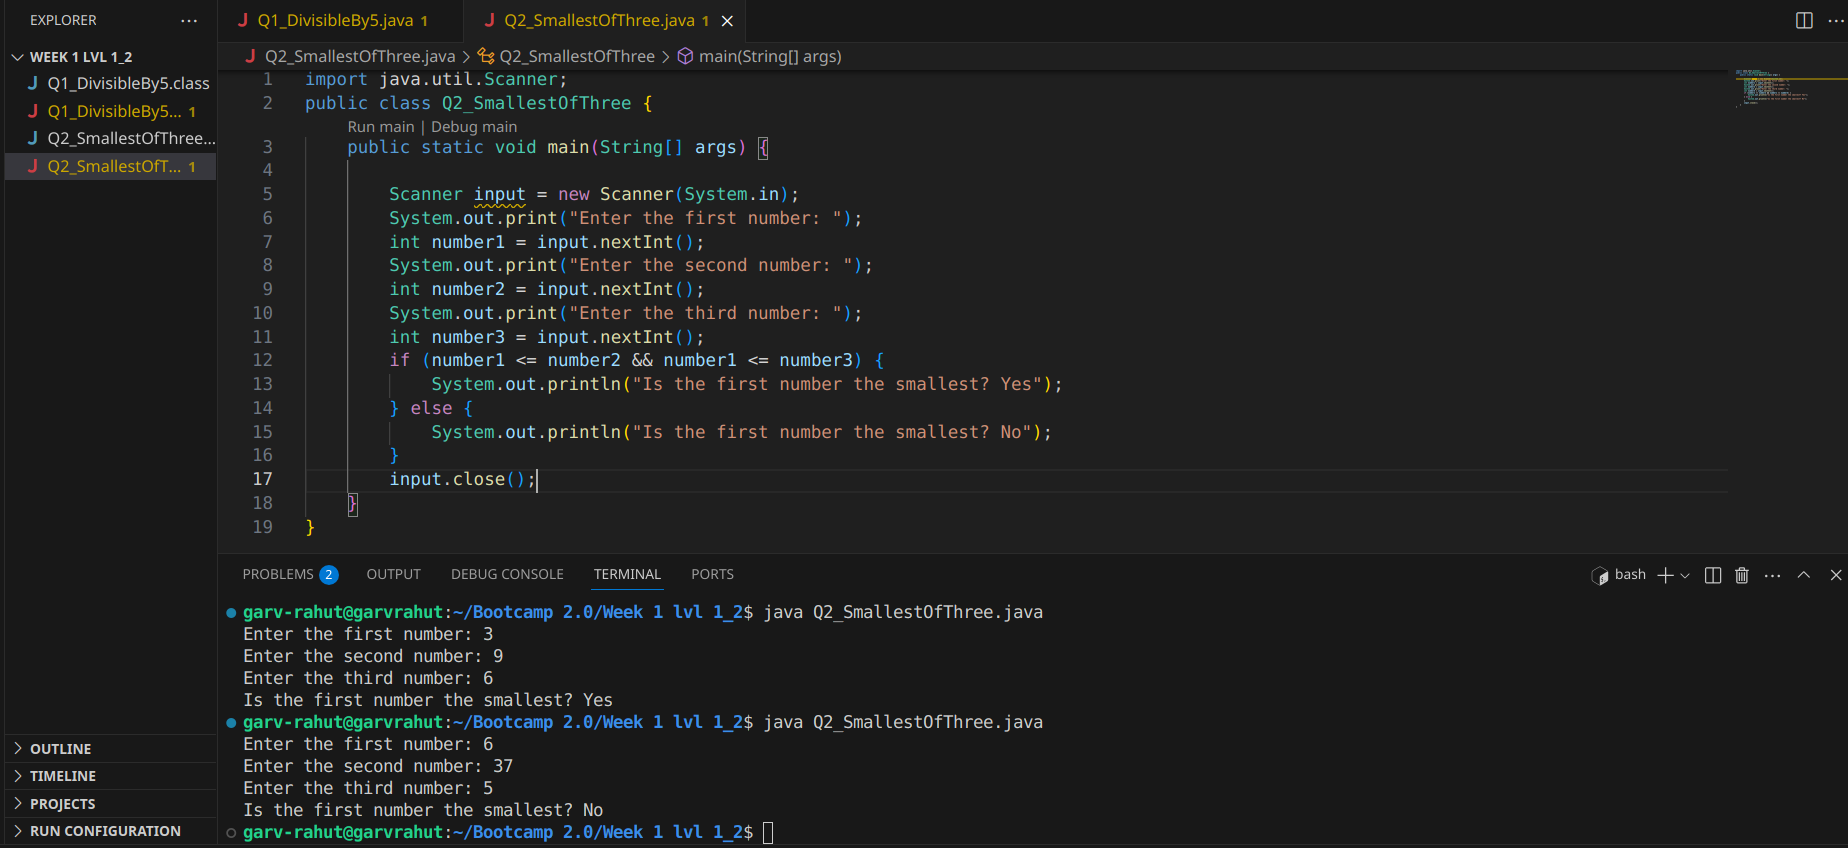 EXPLORER ···
WEEK 1 LVL 1_2
J Q1_DivisibleBy5.class
J Q1_DivisibleBy5... 1
J Q2_SmallestOfThree...
J Q2_SmallestOfT... 1
OUTLINE
TIMELINE
PROJECTS
RUN CONFIGURATION
J Q1_DivisibleBy5.java 1
J Q2_SmallestOfThree.java 1
J Q2_SmallestOfThree.java > Q2_SmallestOfThree > main(String[] args)
1 import java.util.Scanner;
2 public class Q2_SmallestOfThree {
Run main | Debug main
3 public static void main(String[] args) {
4
5 Scanner input = new Scanner(System.in);
6 System.out.print("Enter the first number: ");
7 int number1 = input.nextInt();
8 System.out.print("Enter the second number: ");
9 int number2 = input.nextInt();
10 System.out.print("Enter the third number: ");
11 int number3 = input.nextInt();
12 if (number1 <= number2 && number1 <= number3) {
13 System.out.println("Is the first number the smallest? Yes");
14 } else {
15 System.out.println("Is the first number the smallest? No");
16 }
17 input.close();
18 }
19 }
PROBLEMS 2 OUTPUT DEBUG CONSOLE TERMINAL PORTS bash
garv-rahut@garvrahut:~/Bootcamp 2.0/Week 1 lvl 1_2$ java Q2_SmallestOfThree.java
Enter the first number: 3
Enter the second number: 9
Enter the third number: 6
Is the first number the smallest? Yes
garv-rahut@garvrahut:~/Bootcamp 2.0/Week 1 lvl 1_2$ java Q2_SmallestOfThree.java
Enter the first number: 6
Enter the second number: 37
Enter the third number: 5
Is the first number the smallest? No
garv-rahut@garvrahut:~/Bootcamp 2.0/Week 1 lvl 1_2$